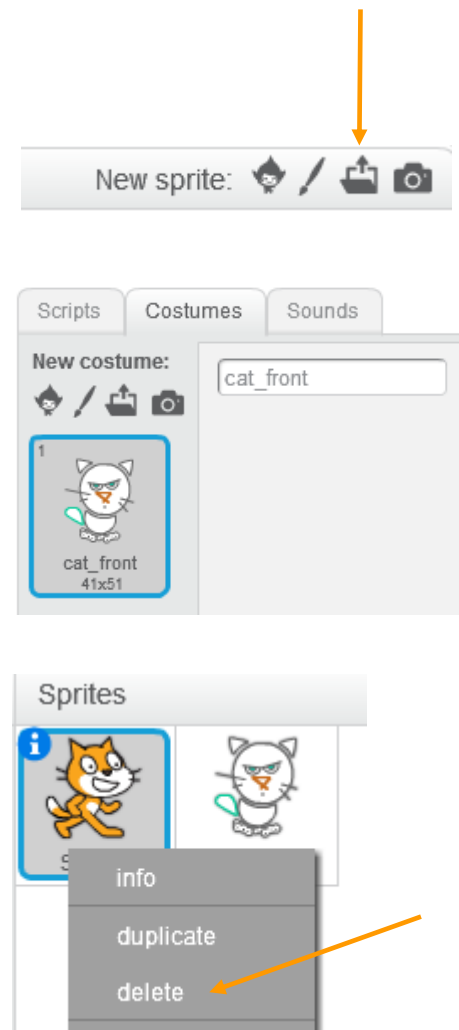 New sprite:
Scripts Costumes Sounds
New costume:
cat_front
1
cat_front
41x51
Sprites
i
S
info
duplicate
delete